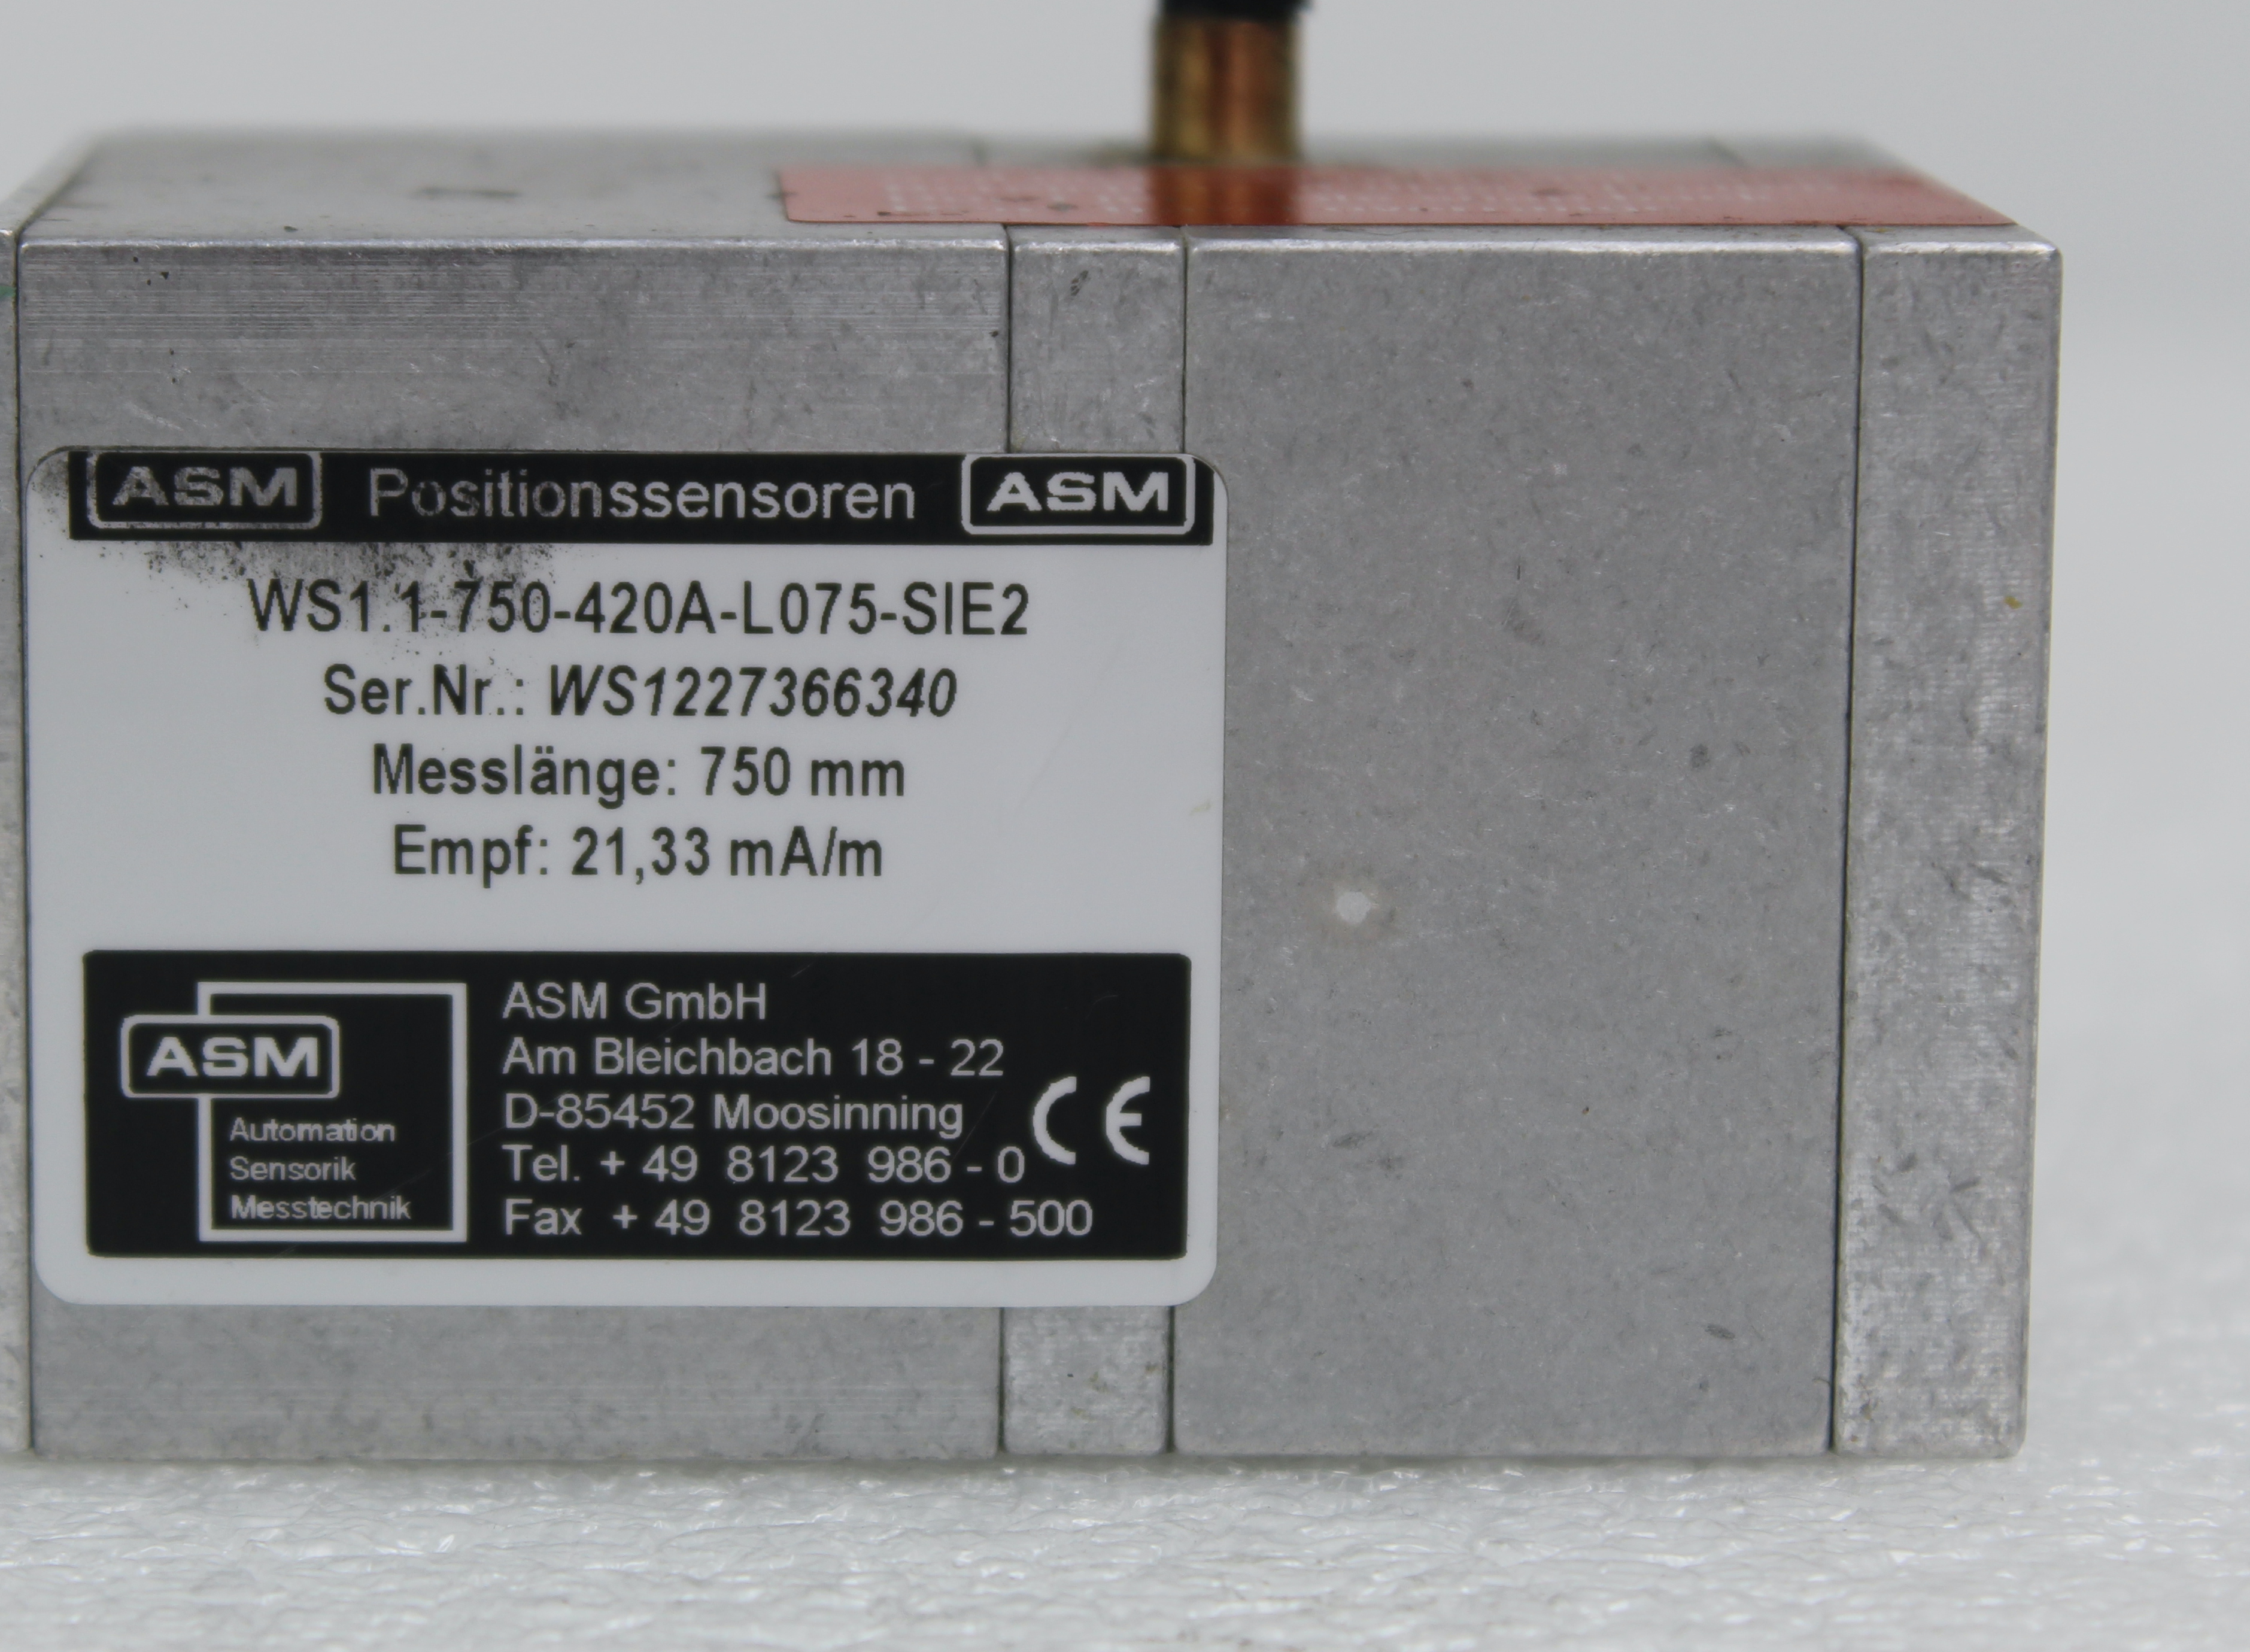 ASM Positionssensoren ASM
WS1.1-750-420A-L075-SIE2
Ser.Nr.: WS1227366340
Messlänge: 750 mm
Empf: 21,33 mA/m
ASM
Automation
Sensorik
Messtechnik
ASM GmbH
Am Bleichbach 18 - 22
D-85452 Moosinning
Tel. + 49 8123 986 - 0
Fax + 49 8123 986 - 500
CE